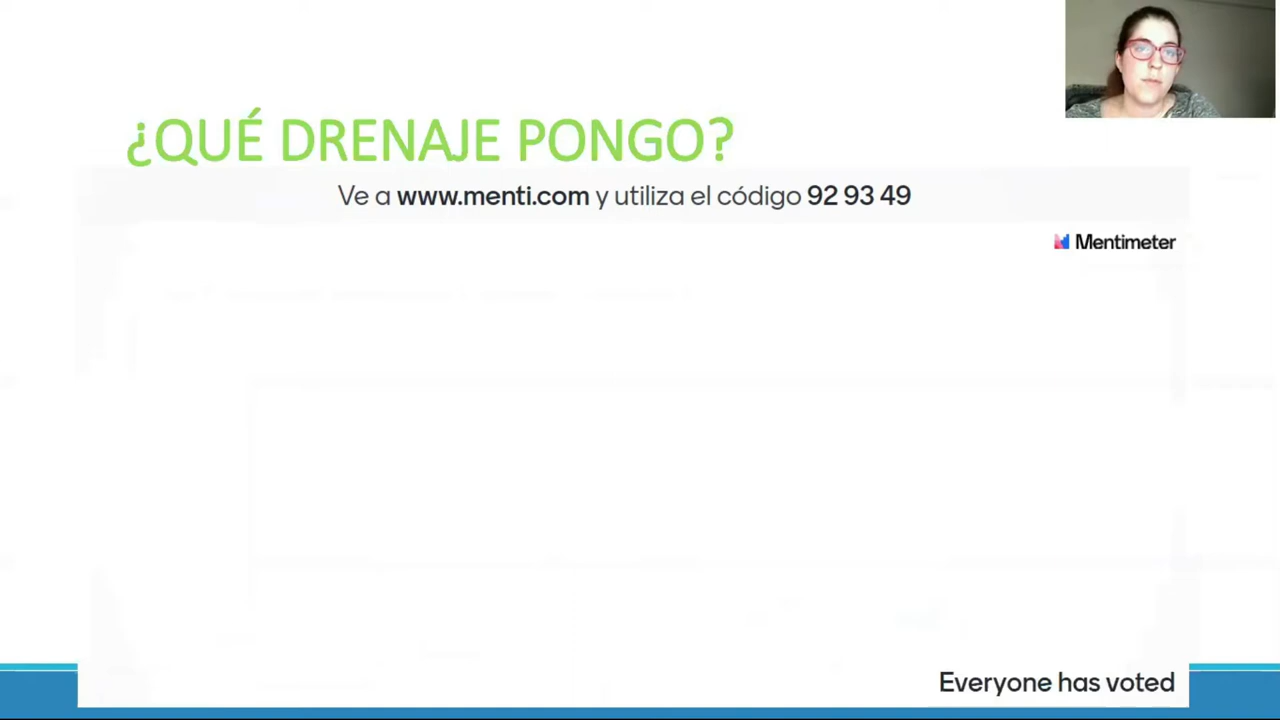 ¿QUÉ DRENAJE PONGO?
Ve a www.menti.com y utiliza el código 92 93 49
Mentimeter
Everyone has voted